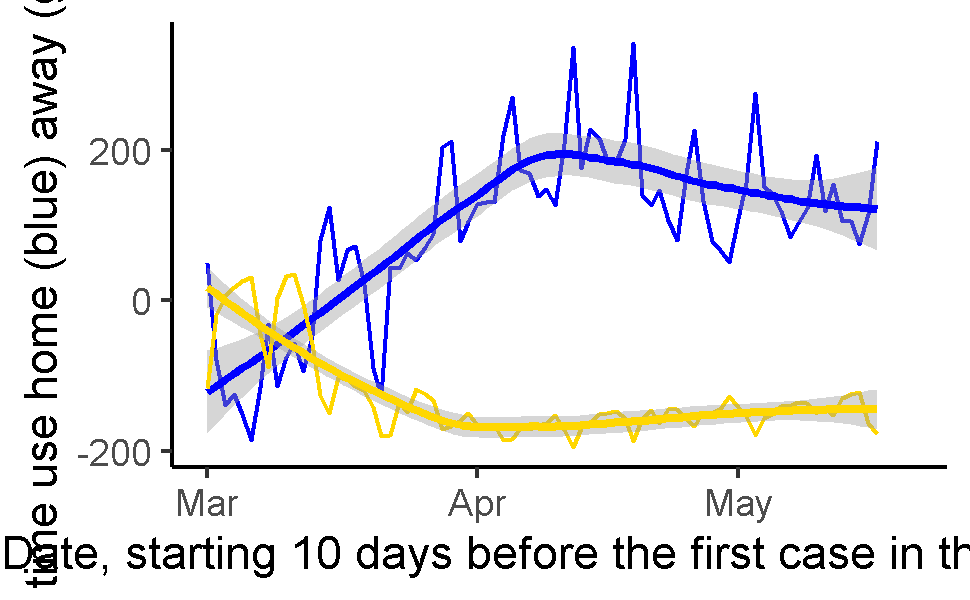 time use home (blue) away (
200
0
-200
Mar Apr May
Date, starting 10 days before the first case in th